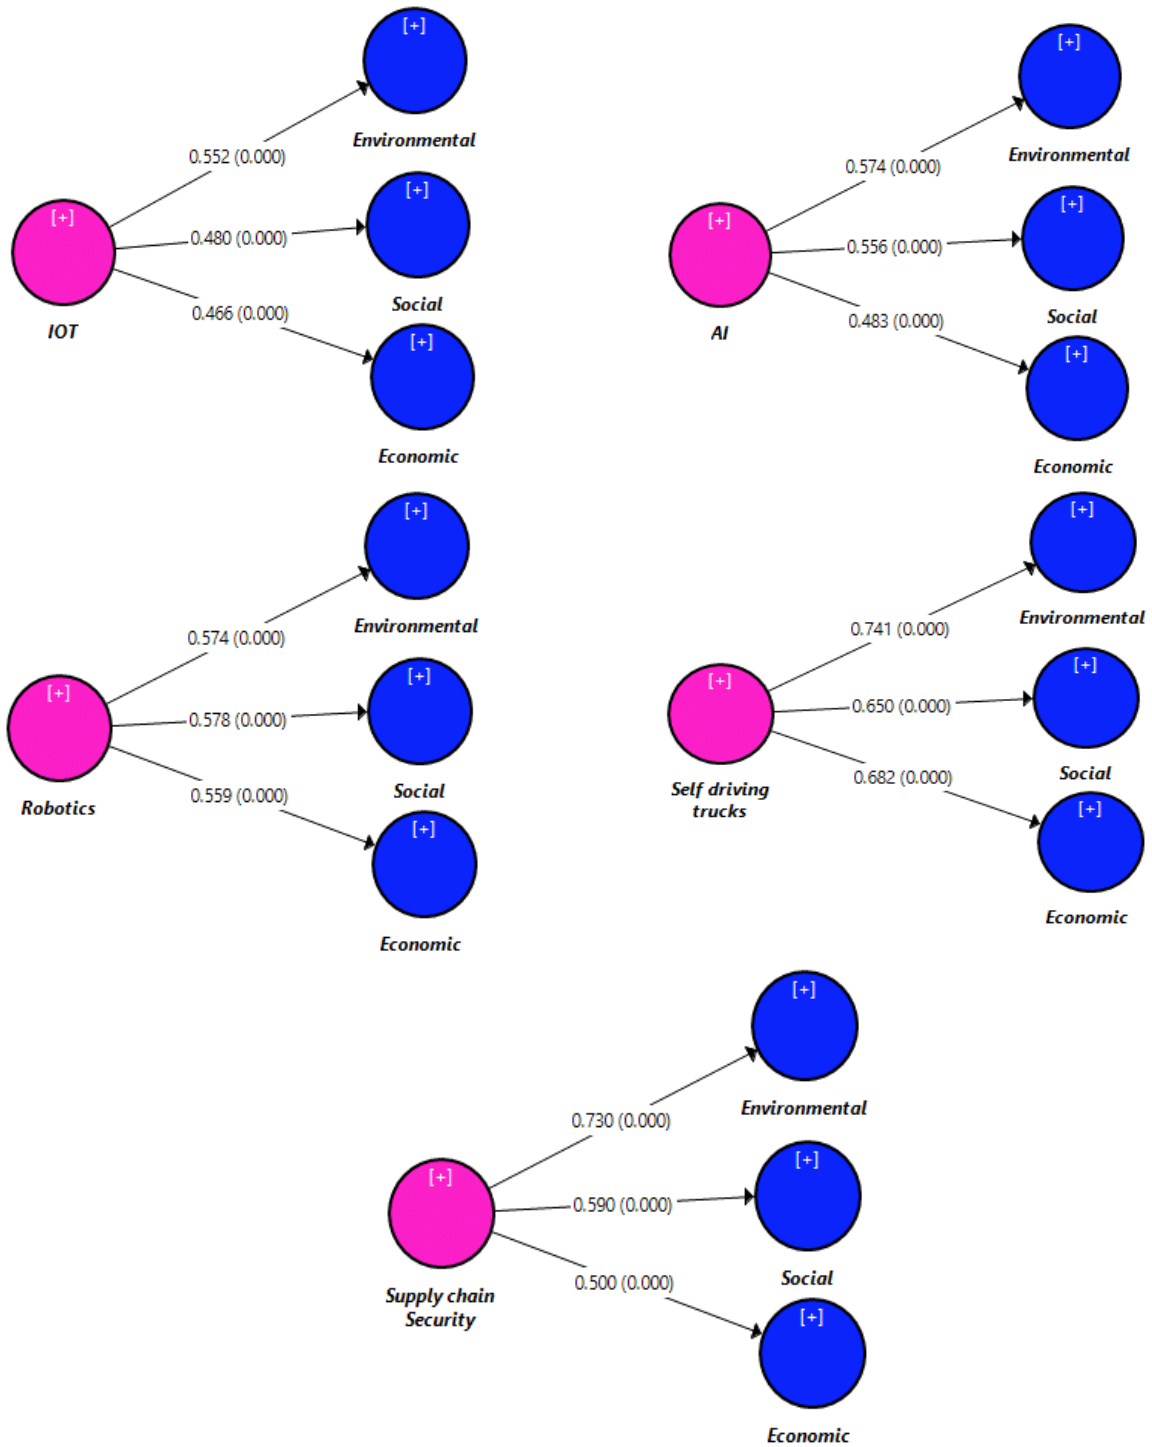 [+]
Environmental
0.552 (0.000)
[+]
0.480 (0.000)
[+]
Social
0.466 (0.000)
IOT
[+]
Economic
[+]
Environmental
0.574 (0.000)
[+]
0.556 (0.000)
[+]
Social
0.483 (0.000)
AI
[+]
Economic
[+]
Environmental
0.574 (0.000)
[+]
0.578 (0.000)
[+]
Social
0.559 (0.000)
Robotics
[+]
Economic
[+]
Environmental
0.741 (0.000)
[+]
0.650 (0.000)
[+]
Social
0.682 (0.000)
Self driving
trucks
[+]
Economic
[+]
Environmental
0.730 (0.000)
[+]
0.590 (0.000)
[+]
Social
0.500 (0.000)
Supply chain
Security
[+]
Economic